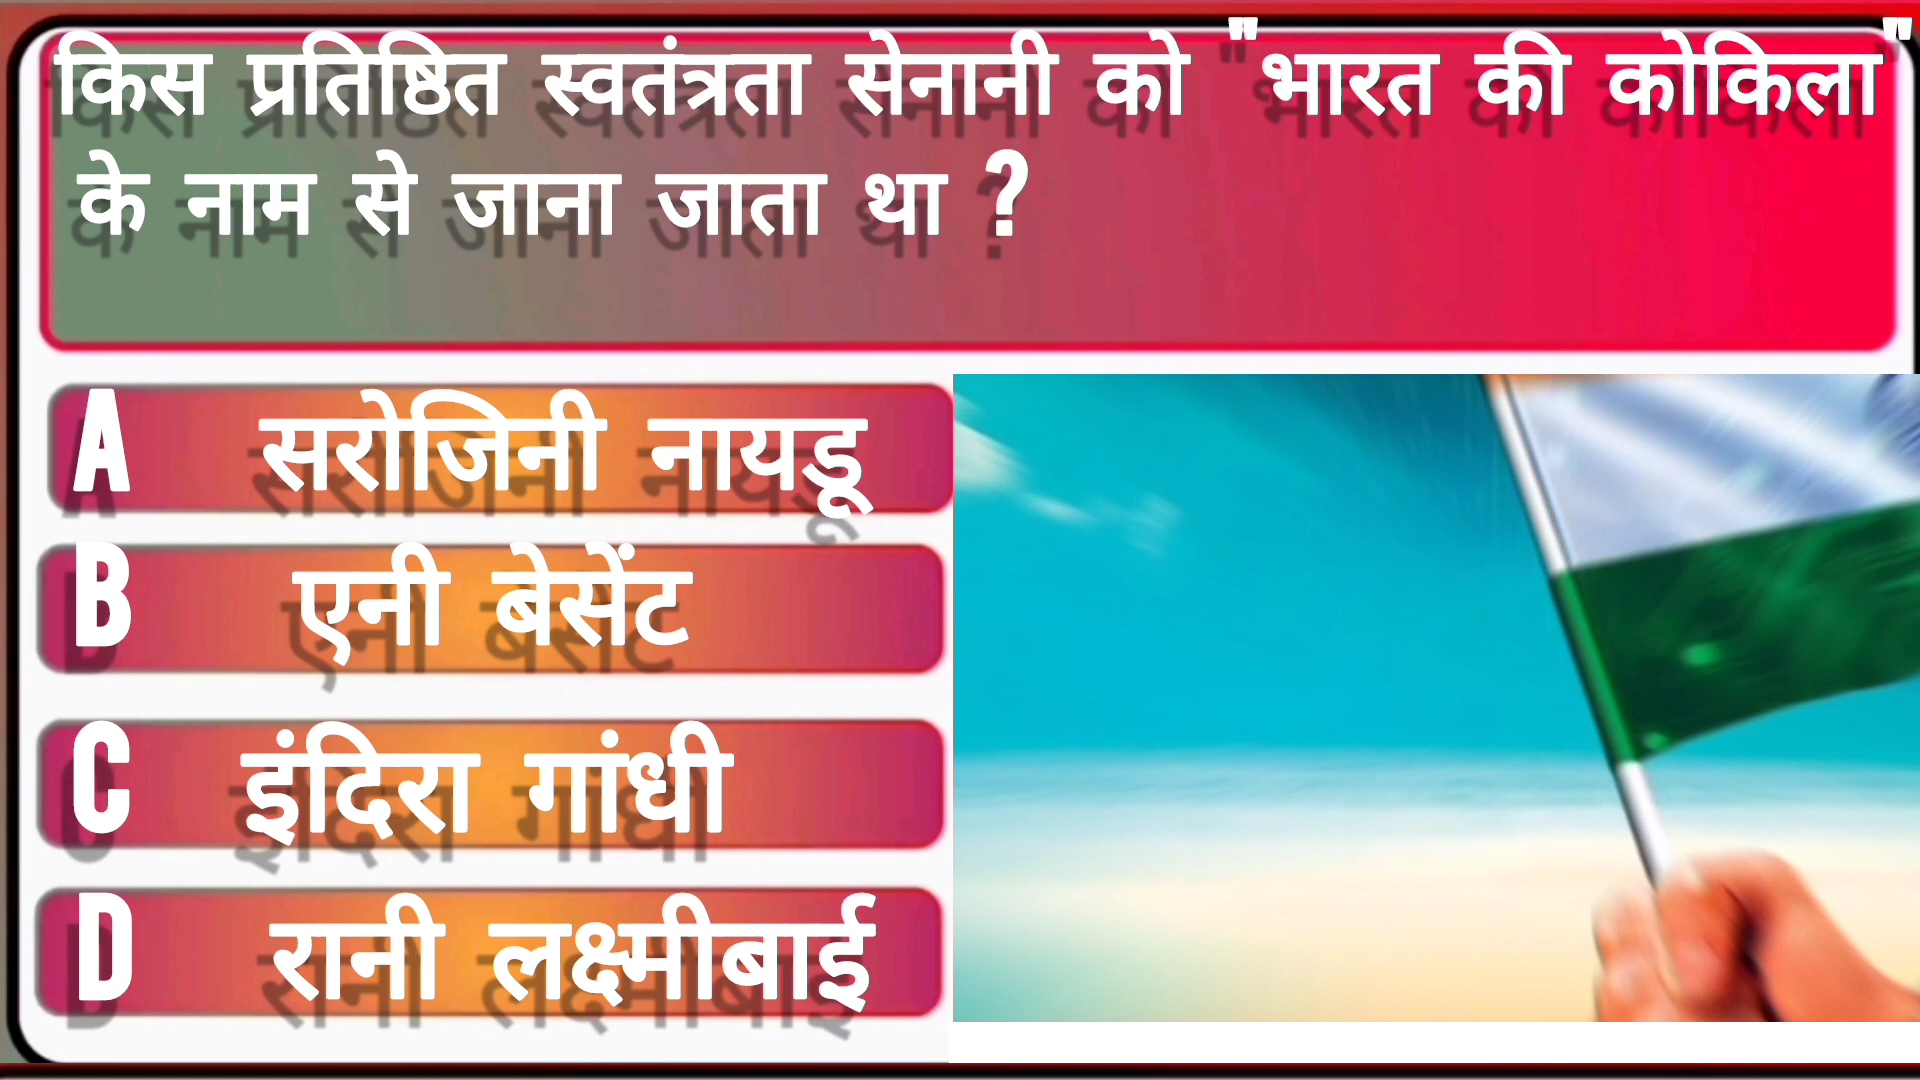 किस प्रतिष्ठित स्वतंत्रता सेनानी को "भारत की कोकिला"
के नाम से जाना जाता था ?
A सरोजिनी नायडू
B एनी बेसेंट
C इंदिरा गांधी
D रानी लक्ष्मीबाई